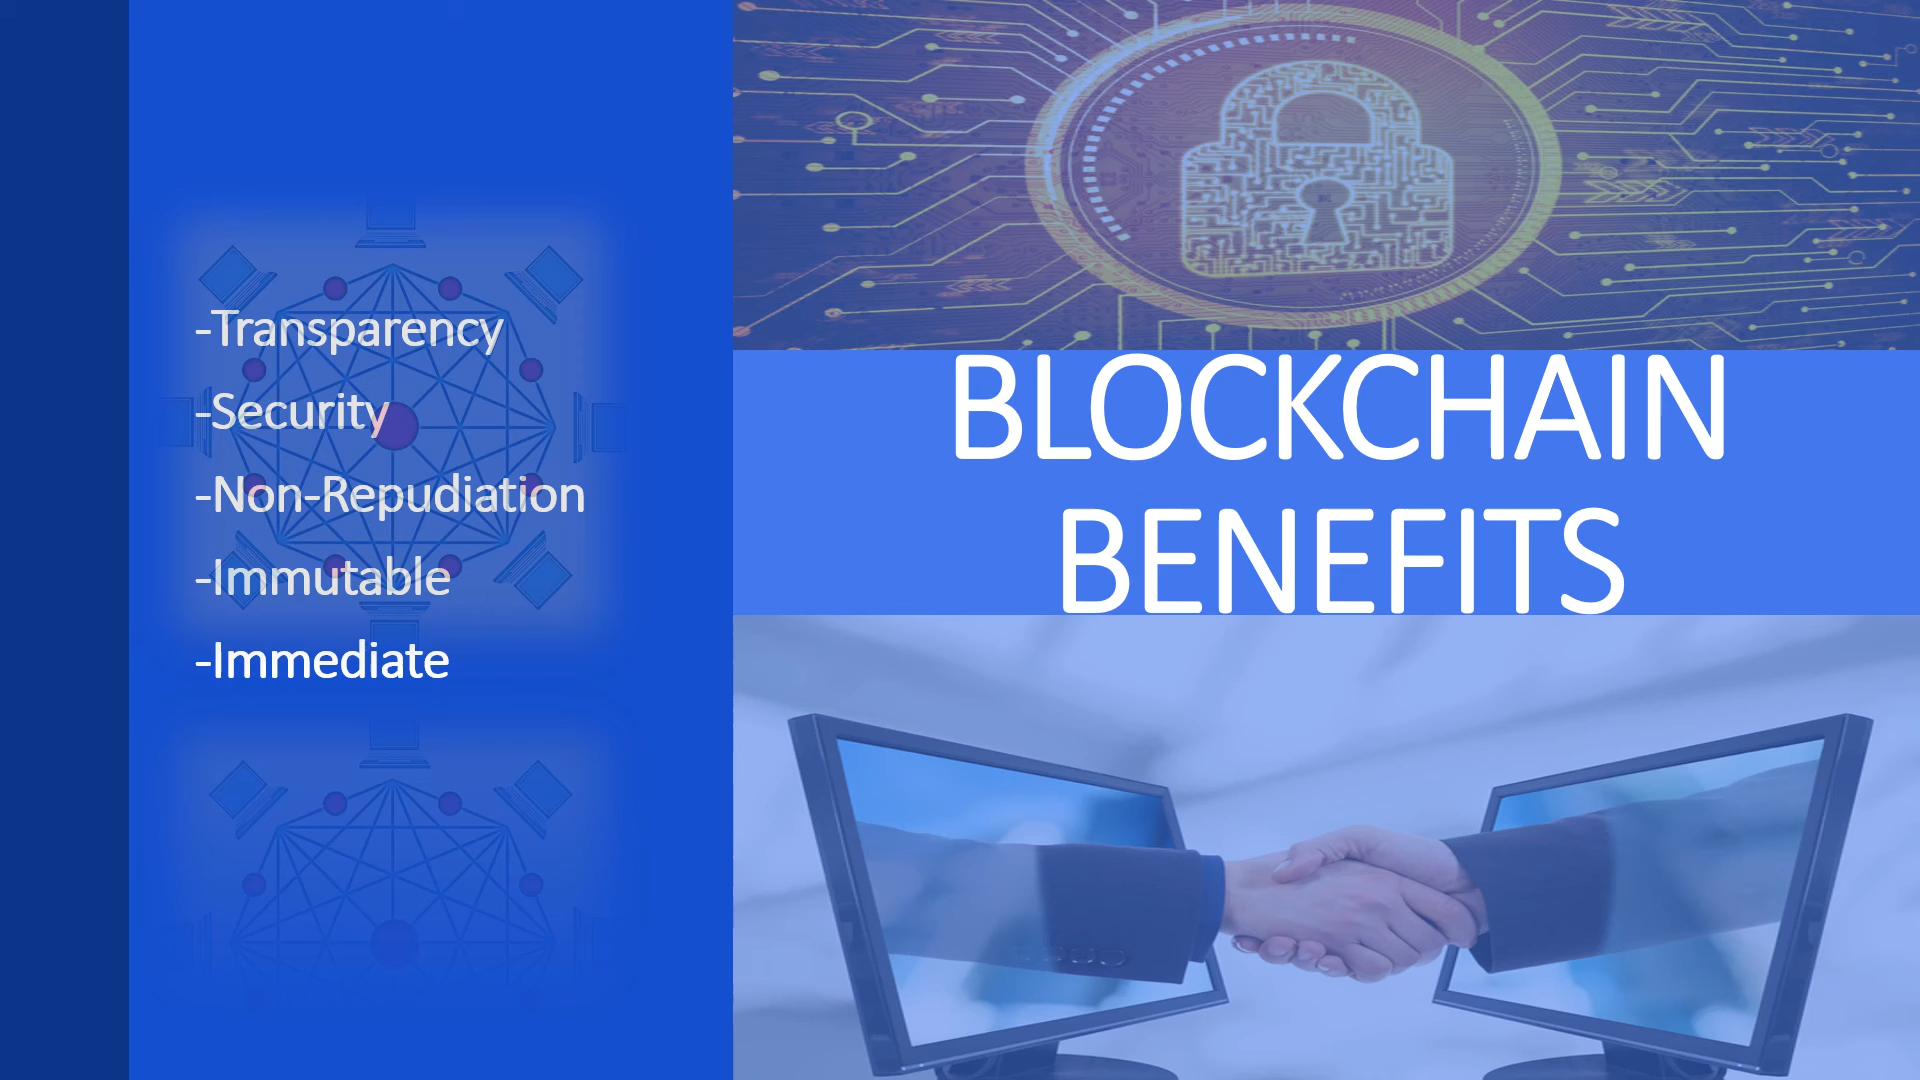 -Transparency
-Security
-Non-Repudiation
-Immutable
-Immediate
BLOCKCHAIN
BENEFITS